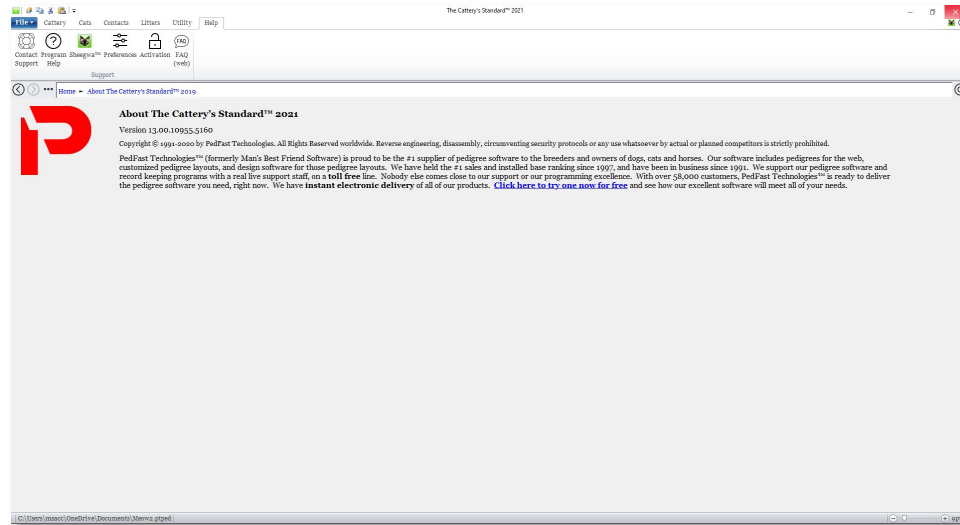 The Cattery's Standard™ 2021
File Cattery Cats Contacts Litters Utility Help
Contact Support Program Help Sheegwa™ Preferences Activation FAQ (web)
FAQ
Support
Home About The Cattery's Standard™ 2019
About The Cattery's Standard™ 2021
Version 13.00.10955.5160
Copyright © 1991-2020 by PedFast Technologies. All Rights Reserved worldwide. Reverse engineering, disassembly, circumventing security protocols or any use whatsoever by actual or planned competitors is strictly prohibited.
PedFast Technologies™ (formerly Man's Best Friend Software) is proud to be the #1 supplier of pedigree software to the breeders and owners of dogs, cats and horses. Our software includes pedigrees for the web,
customized pedigree layouts, and design software for those pedigree layouts. We have held the #1 sales and installed base ranking since 1997, and have been in business since 1991. We support our pedigree software and
record keeping programs with a real live support staff, on a toll free line. Nobody else comes close to our support or our programming excellence. With over 58,000 customers, PedFast Technologies™ is ready to deliver
the pedigree software you need, right now. We have instant electronic delivery of all of our products. Click here to try one now for free and see how our excellent software will meet all of your needs.
C:\Users\msacc\OneDrive\Documents\Meow2.ptped
9pt